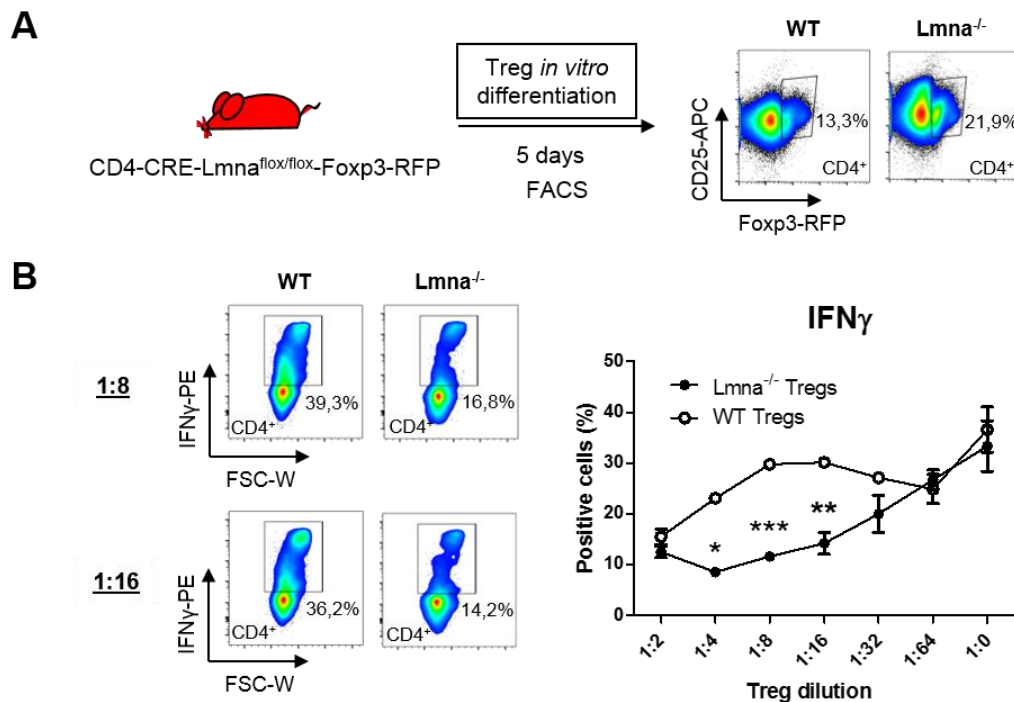 A
CD4-CRE-Lmnaflox/flox-Foxp3-RFP
Treg in vitro
differentiation
5 days
FACS
WT
Lmna-/-
CD25-APC
13,3%
CD4+
21,9%
CD4+
Foxp3-RFP
B
WT
Lmna-/-
1:8
IFNγ-PE
39,3%
CD4+
16,8%
CD4+
FSC-W
1:16
IFNγ-PE
36,2%
CD4+
14,2%
CD4+
FSC-W
IFNγ
Lmna-/- Tregs
WT Tregs
Positive cells (%)
50
40
30
20
10
0
*
***
**
1:2
1:4
1:8
1:16
1:32
1:64
1:0
Treg dilution